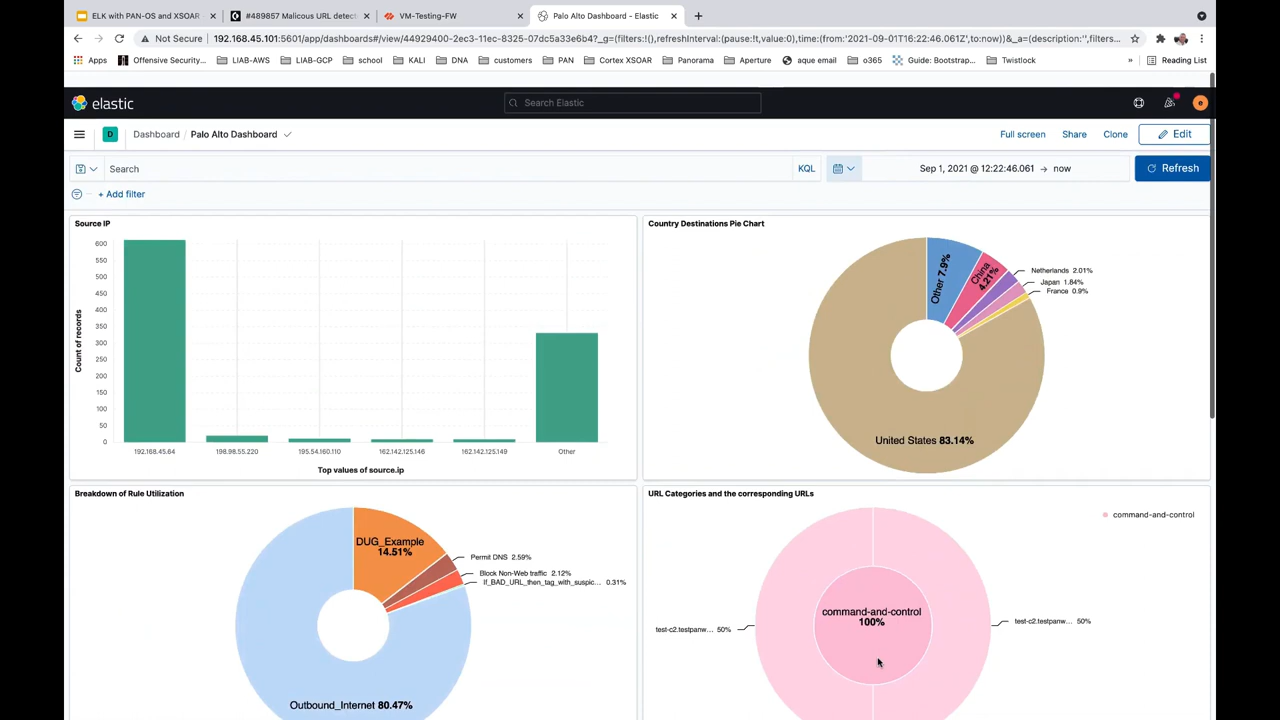 ELK with PAN-OS and XSOAR
#489857 Malicous URL detect
VM-Testing-FW
Palo Alto Dashboard - Elastic
Not Secure
192.168.45.101:5601/app/dashboards#/view/44929400-2ec3-11ec-8325-07dc5a33e6b4?_g=(filters:!(),refreshInterval:(pause:!t,value:0),time:(from:'2021-09-01T16:22:46.061Z',to:now))&_a=(description:'',filters...
Apps
Offensive Security...
LIAB-AWS
LIAB-GCP
school
KALI
DNA
customers
PAN
Cortex XSOAR
Panorama
Aperture
aque email
o365
Guide: Bootstrap...
Twistlock
»
Reading List
elastic
Search Elastic
e
D
Dashboard
Palo Alto Dashboard
Full screen
Share
Clone
Edit
Search
KQL
Sep 1, 2021 @ 12:22:46.061 → now
Refresh
+ Add filter
Source IP
600
550
500
450
400
350
300
250
200
150
100
50
0
Count of records
192.168.45.64
198.98.55.220
195.54.160.110
162.142.125.146
162.142.125.149
Other
Top values of source.ip
Country Destinations Pie Chart
Other 7.9%
China
4.21%
Netherlands 2.01%
Japan 1.84%
France 0.9%
United States 83.14%
Breakdown of Rule Utilization
DUG_Example
14.51%
Permit DNS 2.59%
Block Non-Web traffic 2.12%
If_BAD_URL_then_tag_with_suspic... 0.31%
Outbound_Internet 80.47%
URL Categories and the corresponding URLs
command-and-control
command-and-control
100%
test-c2.testpanw... 50%
test-c2.testpanw... 50%